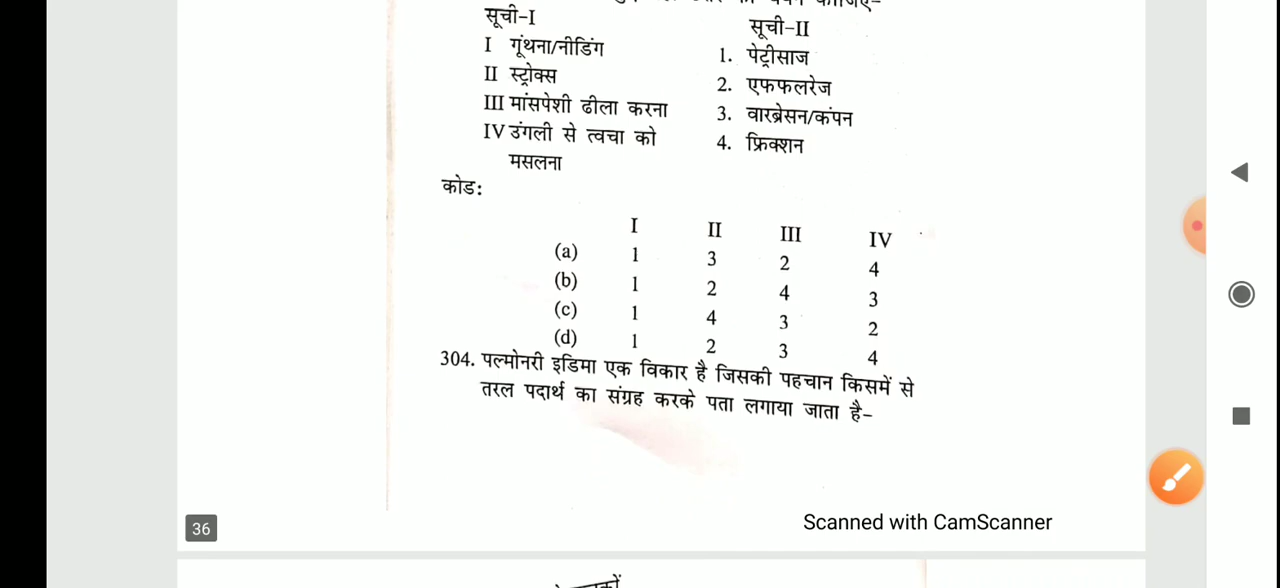 सूची-I
सूची-II
I गूंथना/नीडिंग
1. पेट्रीसाज
II स्ट्रोक्स
2. एफफलरेज
III मांसपेशी ढीला करना
3. वारब्रेसन/कंपन
IV उंगली से त्वचा को
4. फ्रिक्शन
मसलना
कोड:
I II III IV
(a) 1 3 2 4
(b) 1 2 4 3
(c) 1 4 3 2
(d) 1 2 3 4
304. पल्मोनरी इडिमा एक विकार है जिसकी पहचान किसमें से
तरल पदार्थ का संग्रह करके पता लगाया जाता है-
36
Scanned with CamScanner